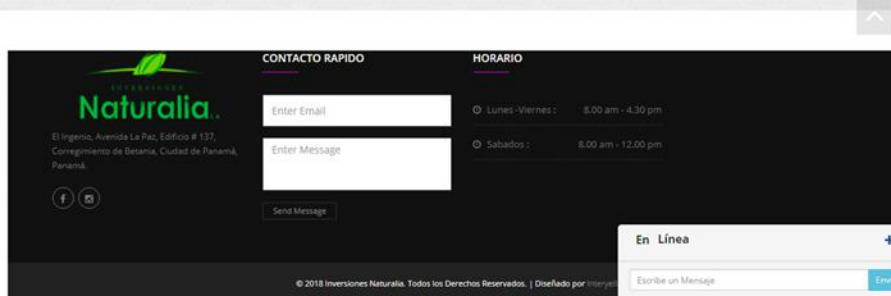 INVERSIONES
Naturalia
El Ingenio, Avenida La Paz, Edificio # 137,
Corregimiento de Betania, Ciudad de Panamá,
Panamá.
CONTACTO RAPIDO
Enter Email
Enter Message
Send Message
HORARIO
Lunes -Viernes : 8.00 am - 4.30 pm
Sabados : 8.00 am - 12.00 pm
© 2018 Inversiones Naturalia. Todos los Derechos Reservados. | Diseñado por
En Línea
+
Escribe un Mensaje